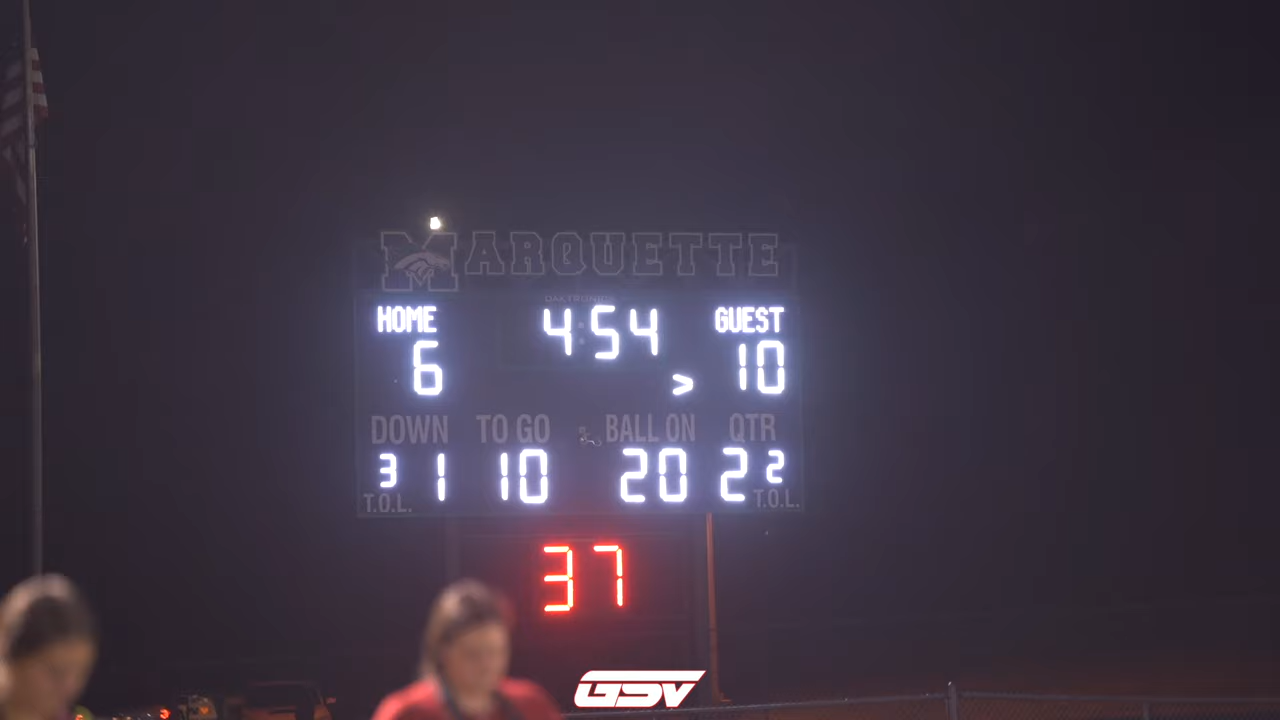 MARQUETTE
DAKTRONICS
HOME 4:54 GUEST
6 > 10
DOWN TO GO BALL ON QTR
3 1 10 20 2 2
T.O.L. T.O.L.
37
GSV